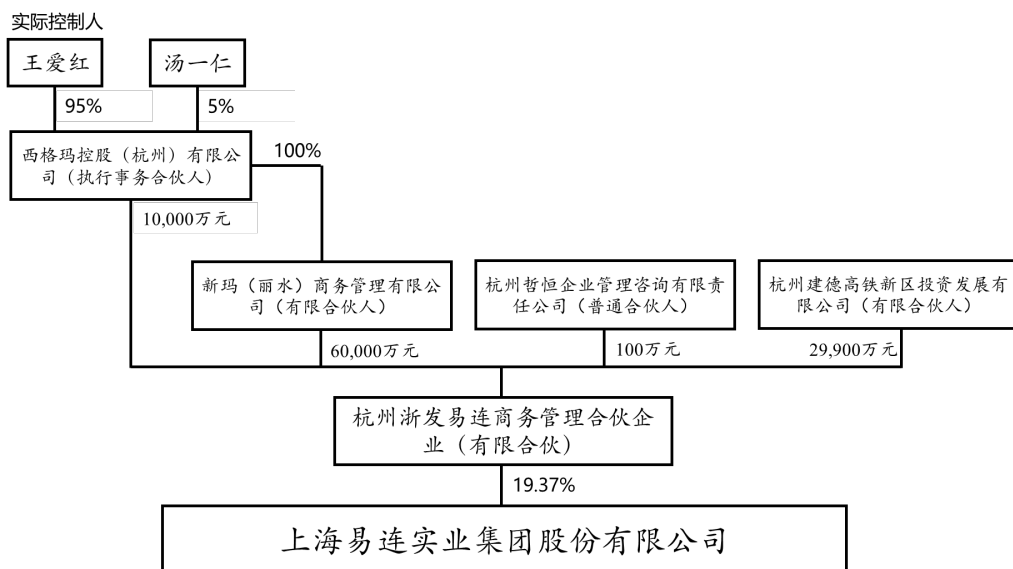 实际控制人
王爱红
汤一仁
95%
5%
西格玛控股（杭州）有限公
司（执行事务合伙人）
100%
10,000万元
新玛（丽水）商务管理有限公
司（有限合伙人）
杭州哲恒企业管理咨询有限责
任公司（普通合伙人）
杭州建德高铁新区投资发展有
限公司（有限合伙人）
60,000万元
100万元
29,900万元
杭州浙发易连商务管理合伙企
业（有限合伙）
19.37%
上海易连实业集团股份有限公司